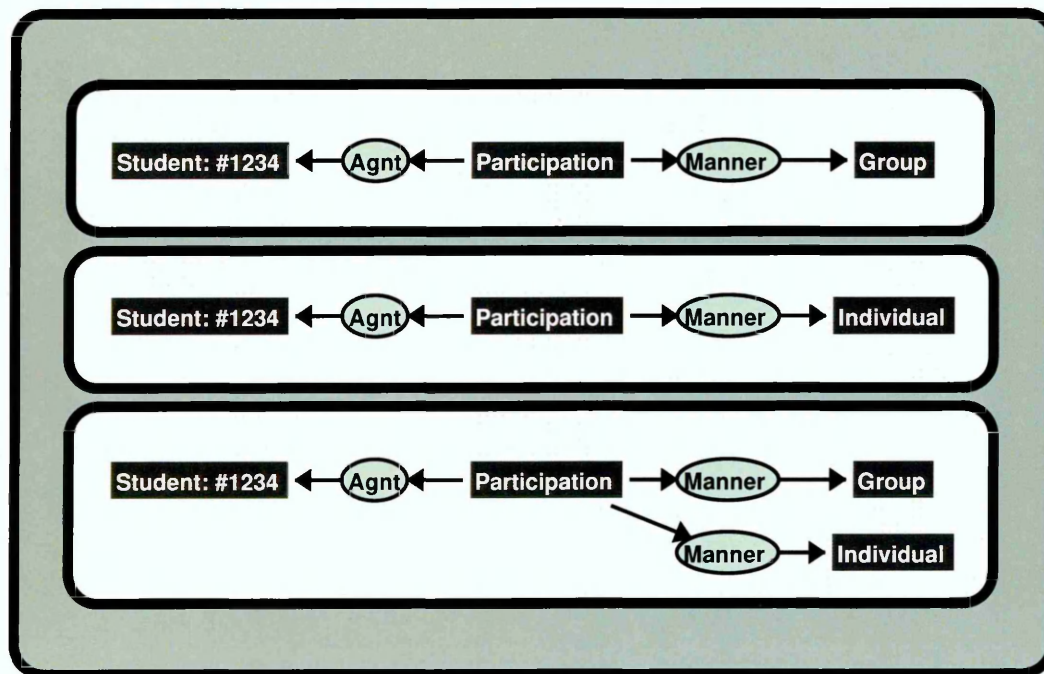 Student: #1234 Agnt Participation Manner Group
Student: #1234 Agnt Participation Manner Individual
Student: #1234 Agnt Participation Manner Group
Manner Individual